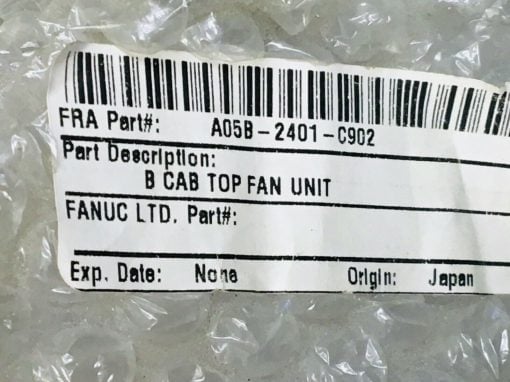 FRA Part#: A05B-2401-C902
Part Description:
B CAB TOP FAN UNIT
FANUC LTD. Part#:
Exp. Date: None Origin: Japan